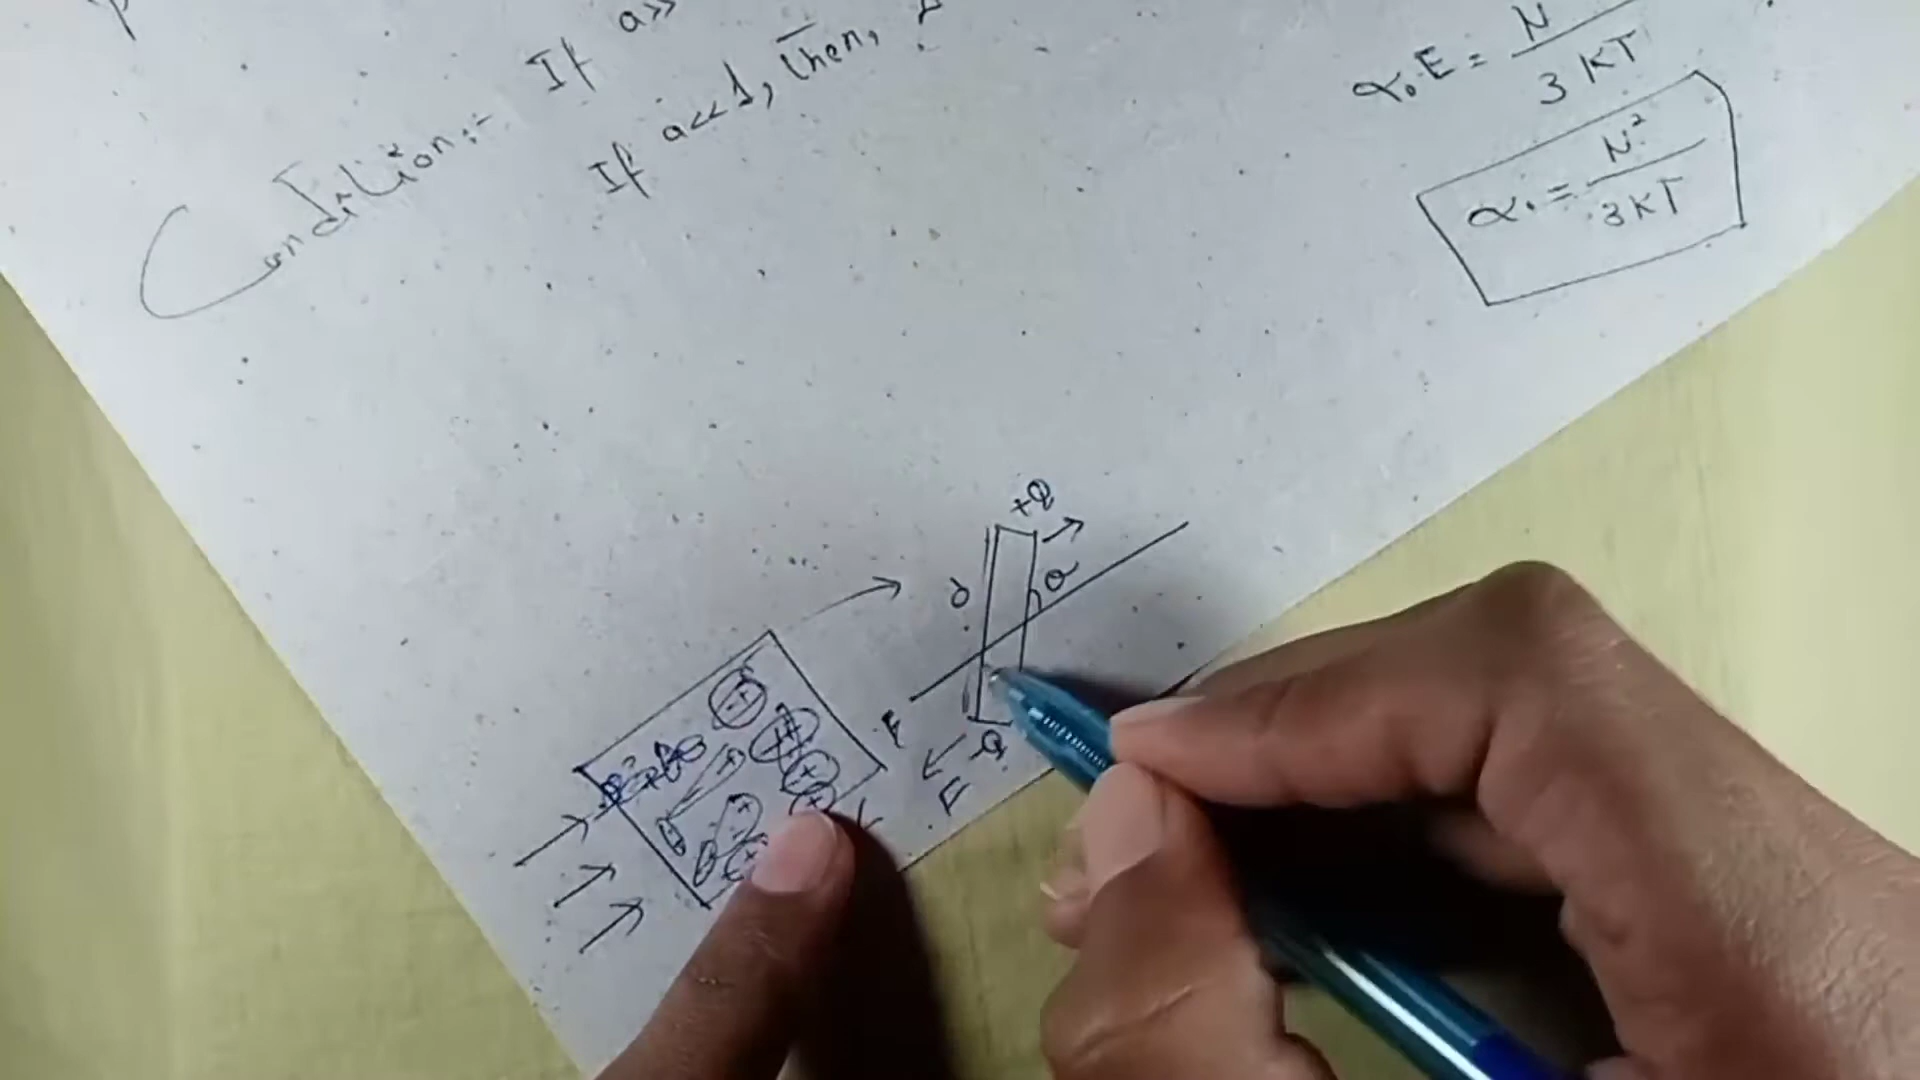 Condition:- If a>>
If a<<1, then,
α₀E = N / 3KT
α₀ = N² / 3KT
+Q
d
θ
E
-Q
F